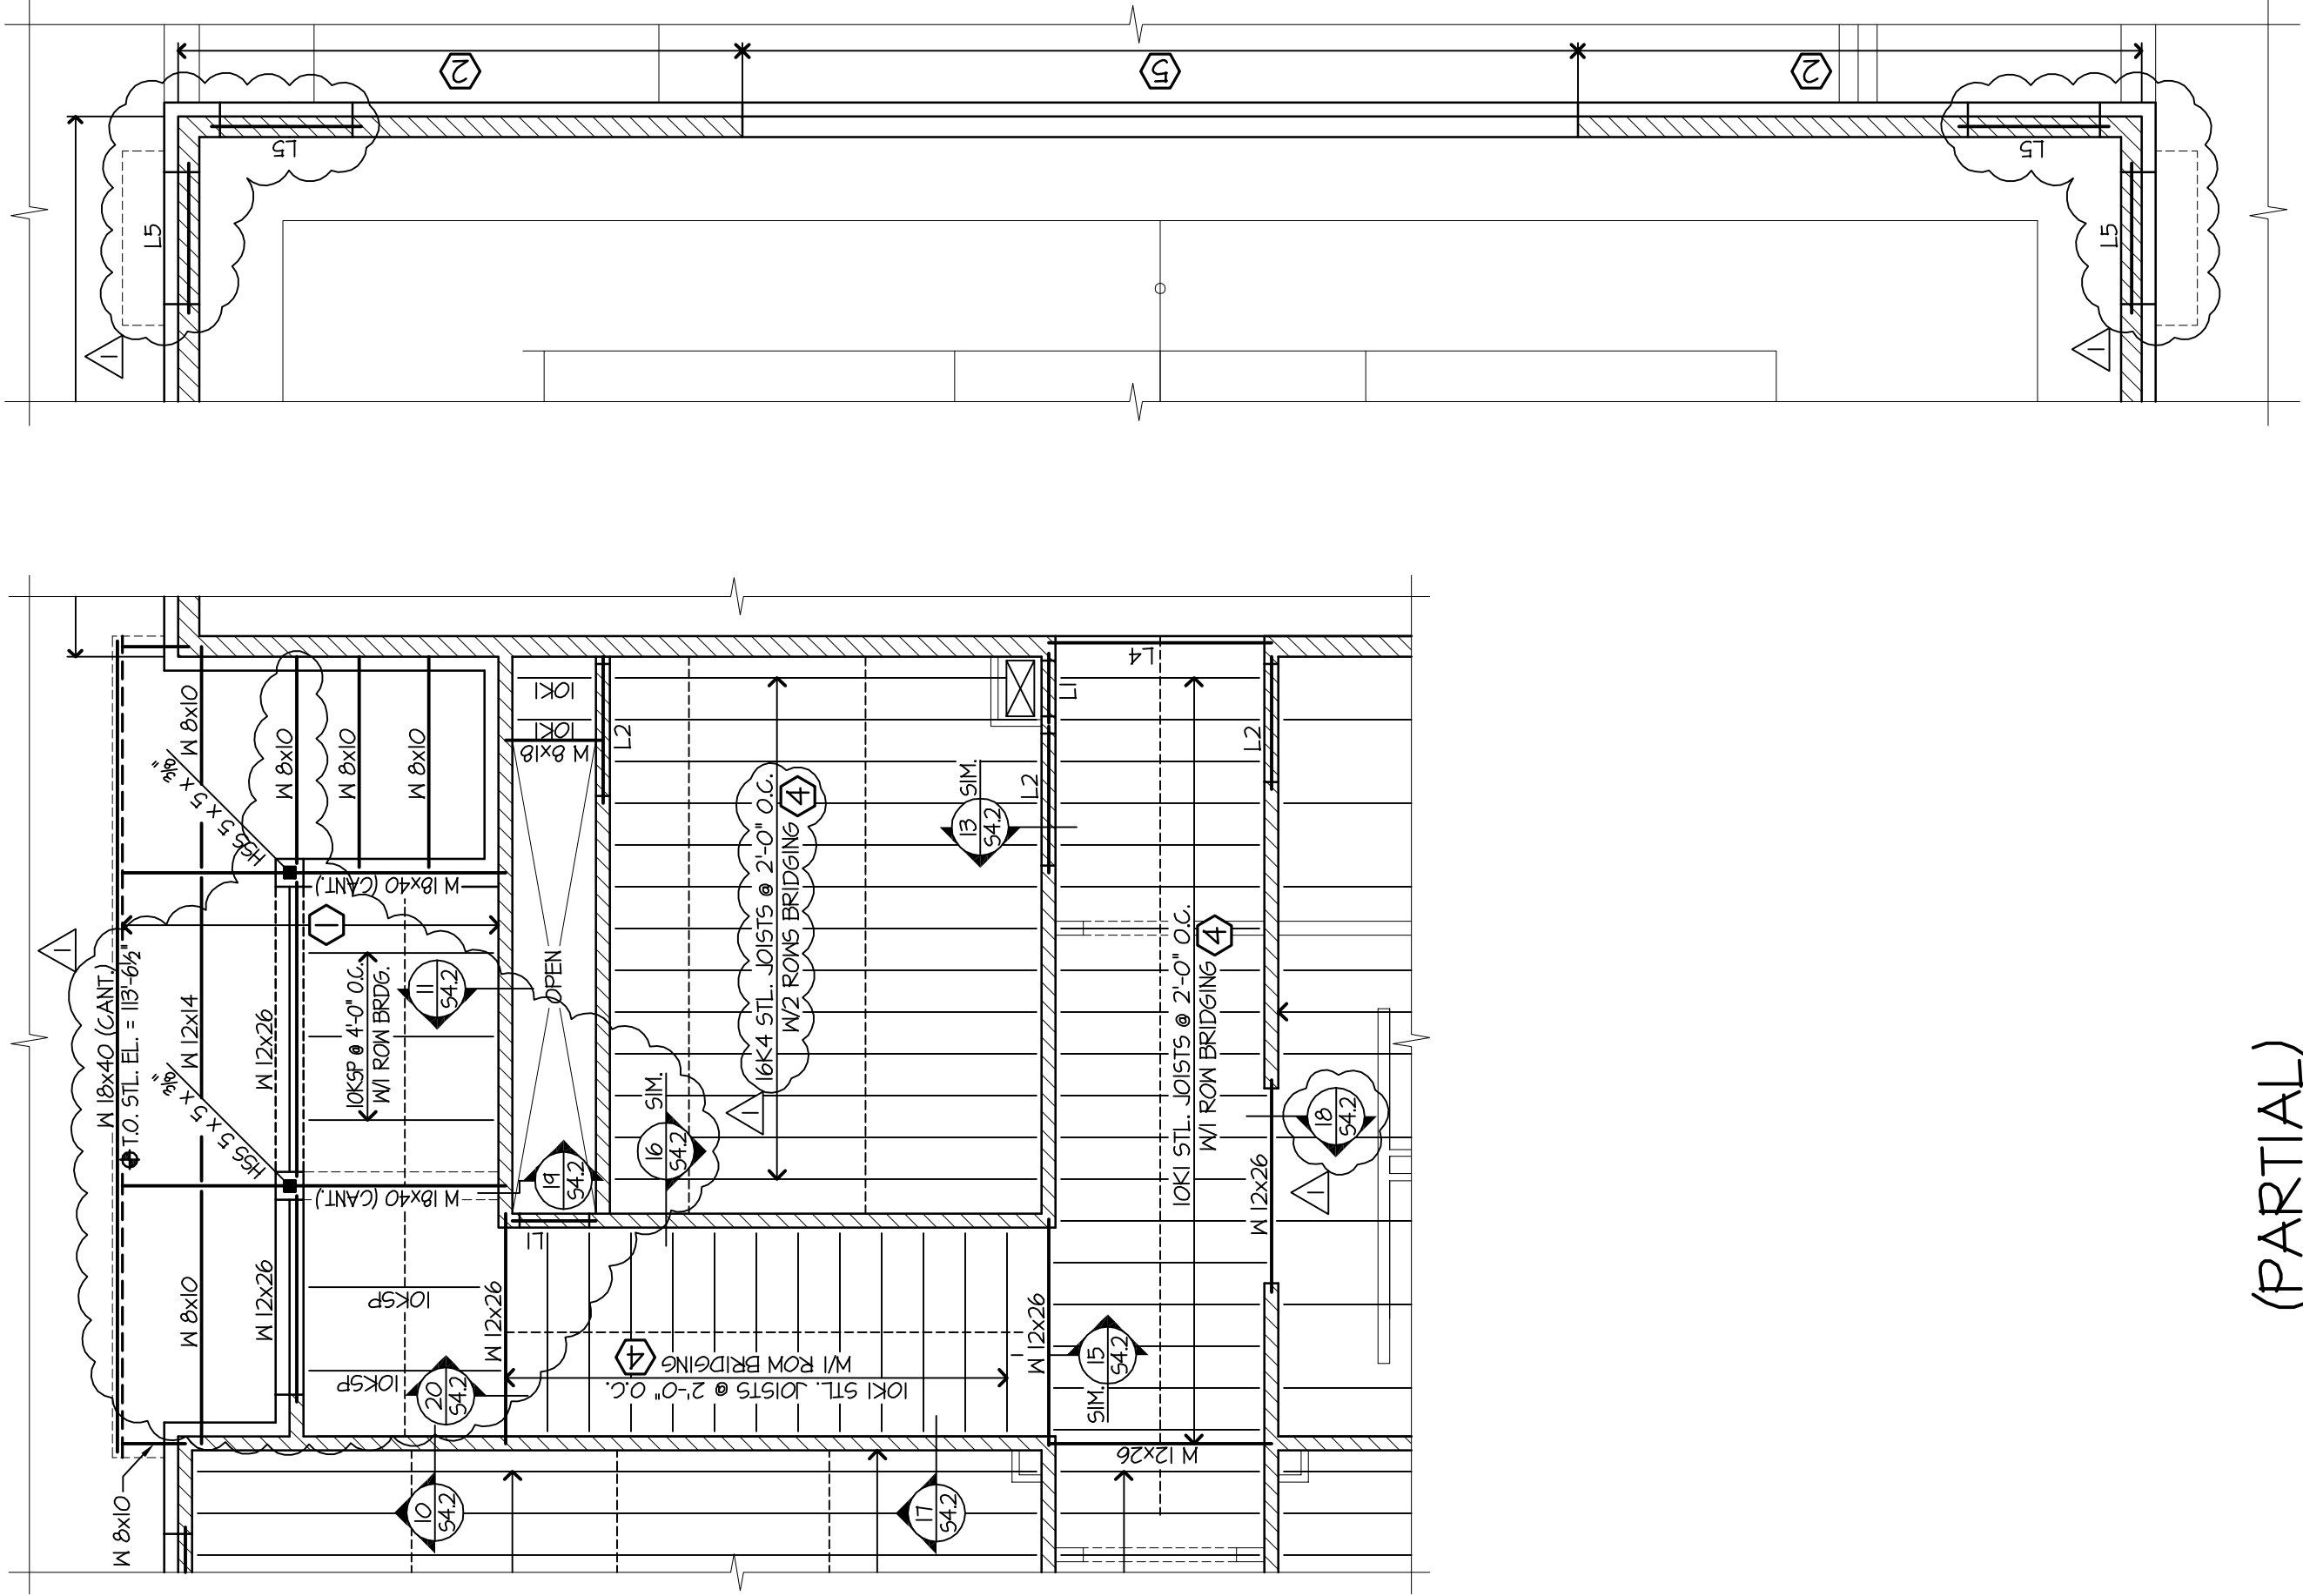 2
5
2
L5
L5
L5
L5
1
1
W 8x10
HSS 5 x 5 x 3/16"
W 8x10
W 8x10
W 8x10
10K1
10K1
W 8x18
L2
L4
L1
L2
L2
W 18x40 (CANT.)
1
1
W 18x40 (CANT.)
T.O. STL. EL. = 113'-6½"
W 12x14
HSS 5 x 5 x 3/16"
W 12x26
10KSP @ 4'-0" O.C.
W/1 ROW BRDG.
11
S4.2
OPEN
16K4 STL. JOISTS @ 2'-0" O.C.
W/2 ROWS BRIDGING
4
1
13
S4.2
SIM.
10K1 STL. JOISTS @ 2'-0" O.C.
W/1 ROW BRIDGING
4
16
S4.2
SIM.
19
S4.2
18
S4.2
1
W 18x40 (CANT.)
L1
W 8x10
W 12x26
10KSP
10KSP
W 12x26
20
S4.2
10K1 STL. JOISTS @ 2'-0" O.C.
W/1 ROW BRIDGING
4
W 12x26
15
S4.2
SIM.
W 12x26
W 12x26
W 8x10
10
S4.2
17
S4.2
(PARTIAL)